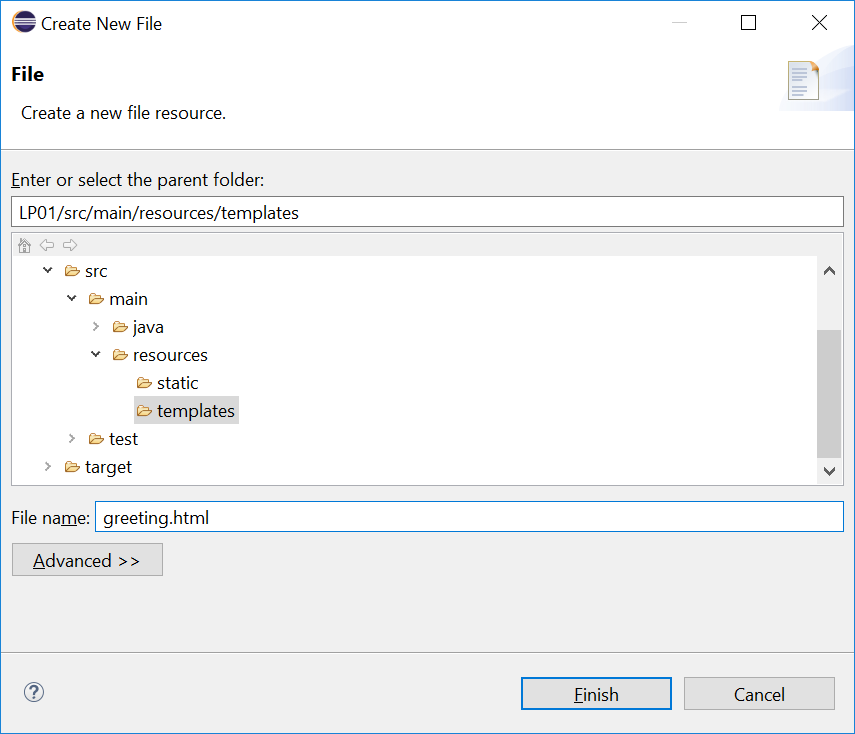 Create New File
File
Create a new file resource.
Enter or select the parent folder:
LP01/src/main/resources/templates
src
main
java
resources
static
templates
test
target
File name: greeting.html
Advanced >>
?
Finish Cancel